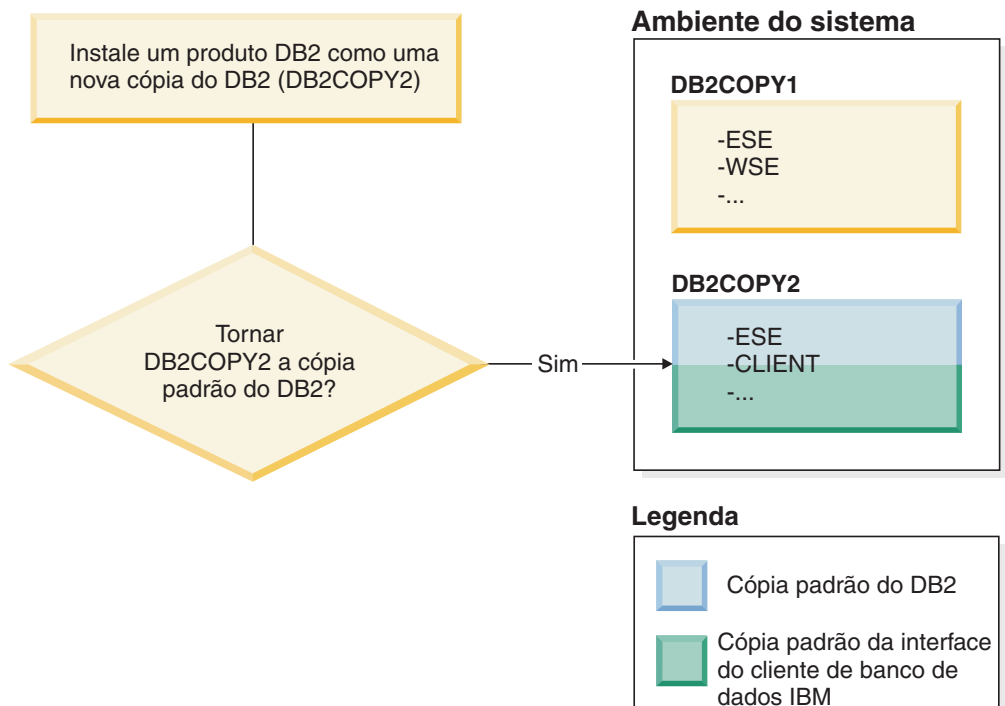 Instale um produto DB2 como uma
nova cópia do DB2 (DB2COPY2)
Tornar
DB2COPY2 a cópia
padrão do DB2?
Sim
Ambiente do sistema
DB2COPY1
-ESE
-WSE
-...
DB2COPY2
-ESE
-CLIENT
-...
Legenda
Cópia padrão do DB2
Cópia padrão da interface
do cliente de banco de
dados IBM